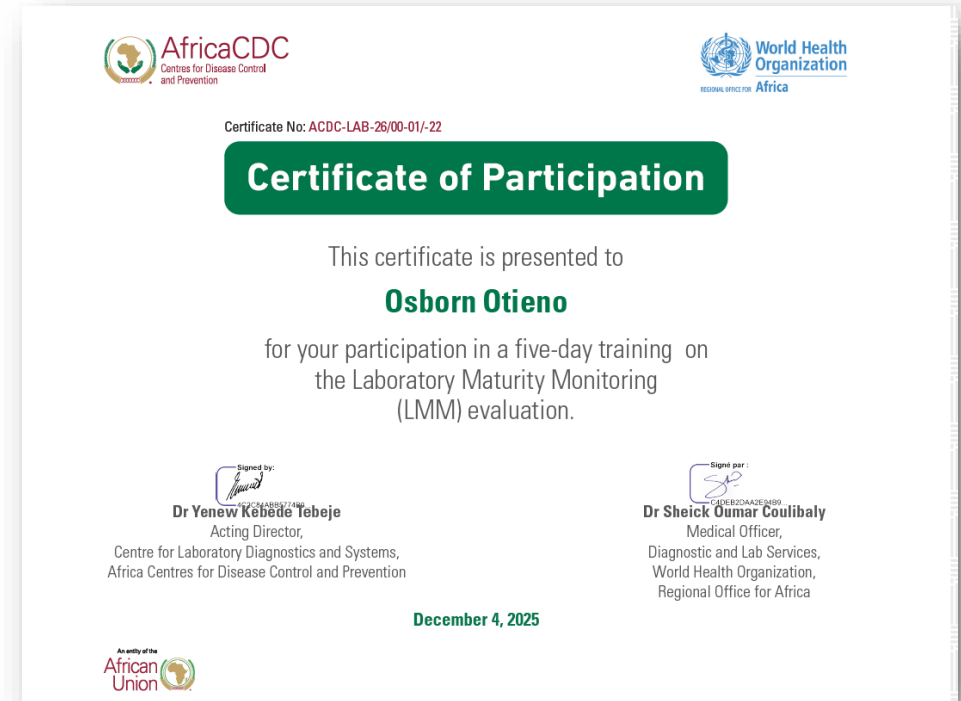 AfricaCDC
Centres for Disease Control
and Prevention
World Health
Organization
REGIONAL OFFICE FOR Africa
Certificate No: ACDC-LAB-26/00-01/-22
Certificate of Participation
This certificate is presented to
Osborn Otieno
for your participation in a five-day training on
the Laboratory Maturity Monitoring
(LMM) evaluation.
Signed by:
Dr Yenew Kebede Tebeje
Acting Director,
Centre for Laboratory Diagnostics and Systems,
Africa Centres for Disease Control and Prevention
Signé par :
C4DEB2DAA2E94B9...
Dr Sheick Oumar Coulibaly
Medical Officer,
Diagnostic and Lab Services,
World Health Organization,
Regional Office for Africa
December 4, 2025
An entity of the
African
Union